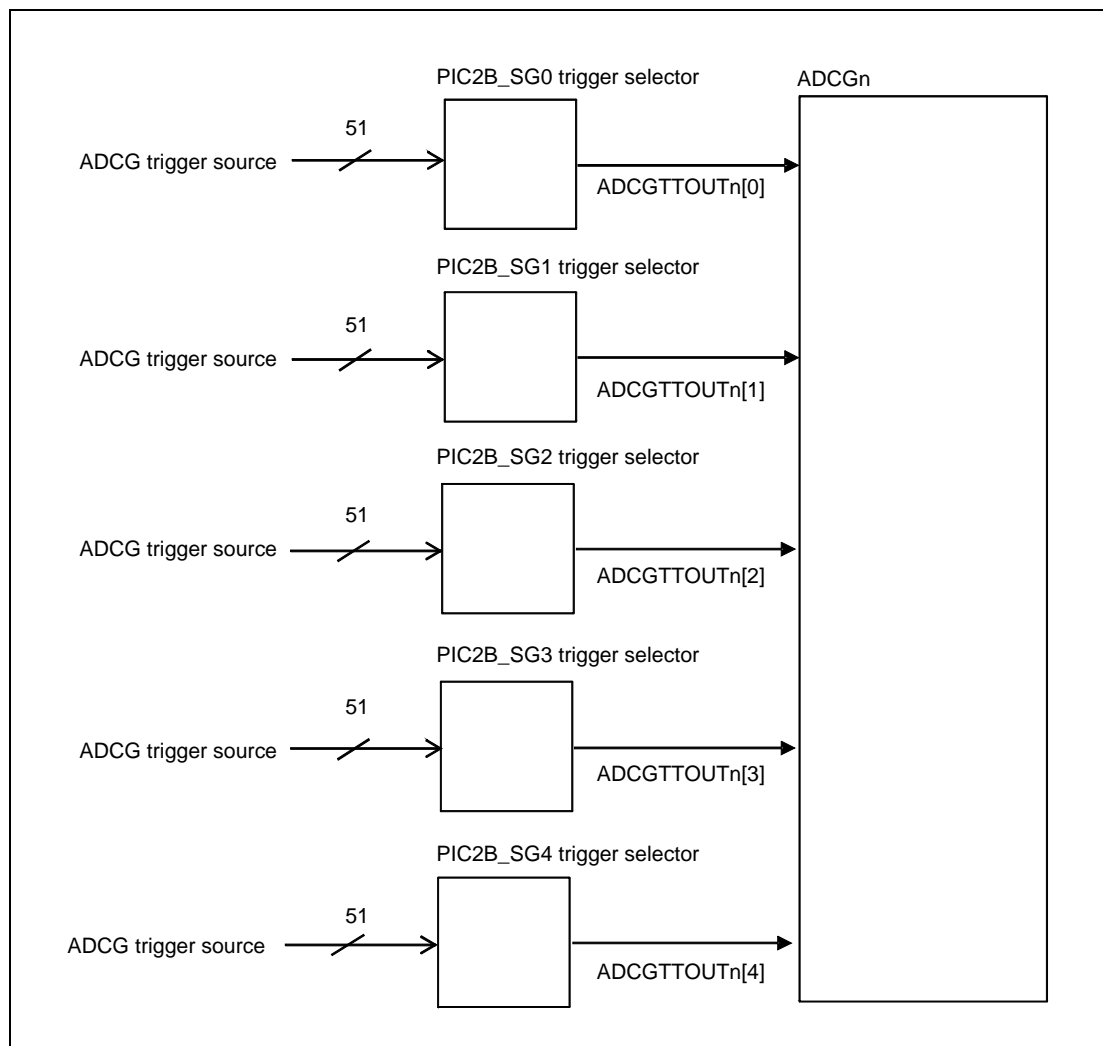 PIC2B_SG0 trigger selector
ADCGn
51
ADCG trigger source
ADCGTTOUTn[0]
PIC2B_SG1 trigger selector
51
ADCG trigger source
ADCGTTOUTn[1]
PIC2B_SG2 trigger selector
51
ADCG trigger source
ADCGTTOUTn[2]
PIC2B_SG3 trigger selector
51
ADCG trigger source
ADCGTTOUTn[3]
PIC2B_SG4 trigger selector
51
ADCG trigger source
ADCGTTOUTn[4]